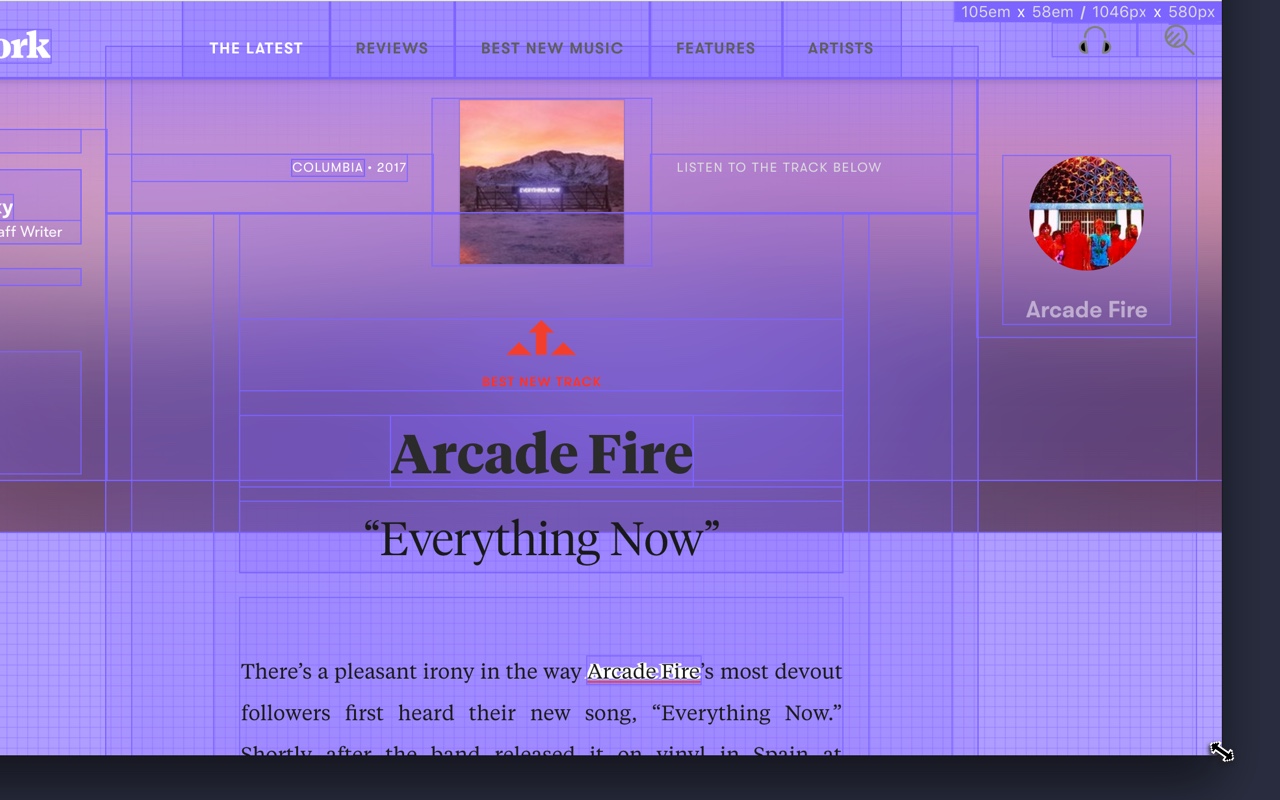 105em x 58em / 1046px x 580px
ork
THE LATEST
REVIEWS
BEST NEW MUSIC
FEATURES
ARTISTS
COLUMBIA • 2017
EVERYTHING NOW
LISTEN TO THE TRACK BELOW
ty
aff Writer
Arcade Fire
BEST NEW TRACK
Arcade Fire
“Everything Now”
There’s a pleasant irony in the way Arcade Fire’s most devout
followers first heard their new song, “Everything Now.”
Shortly after the band released it on vinyl in Spain at